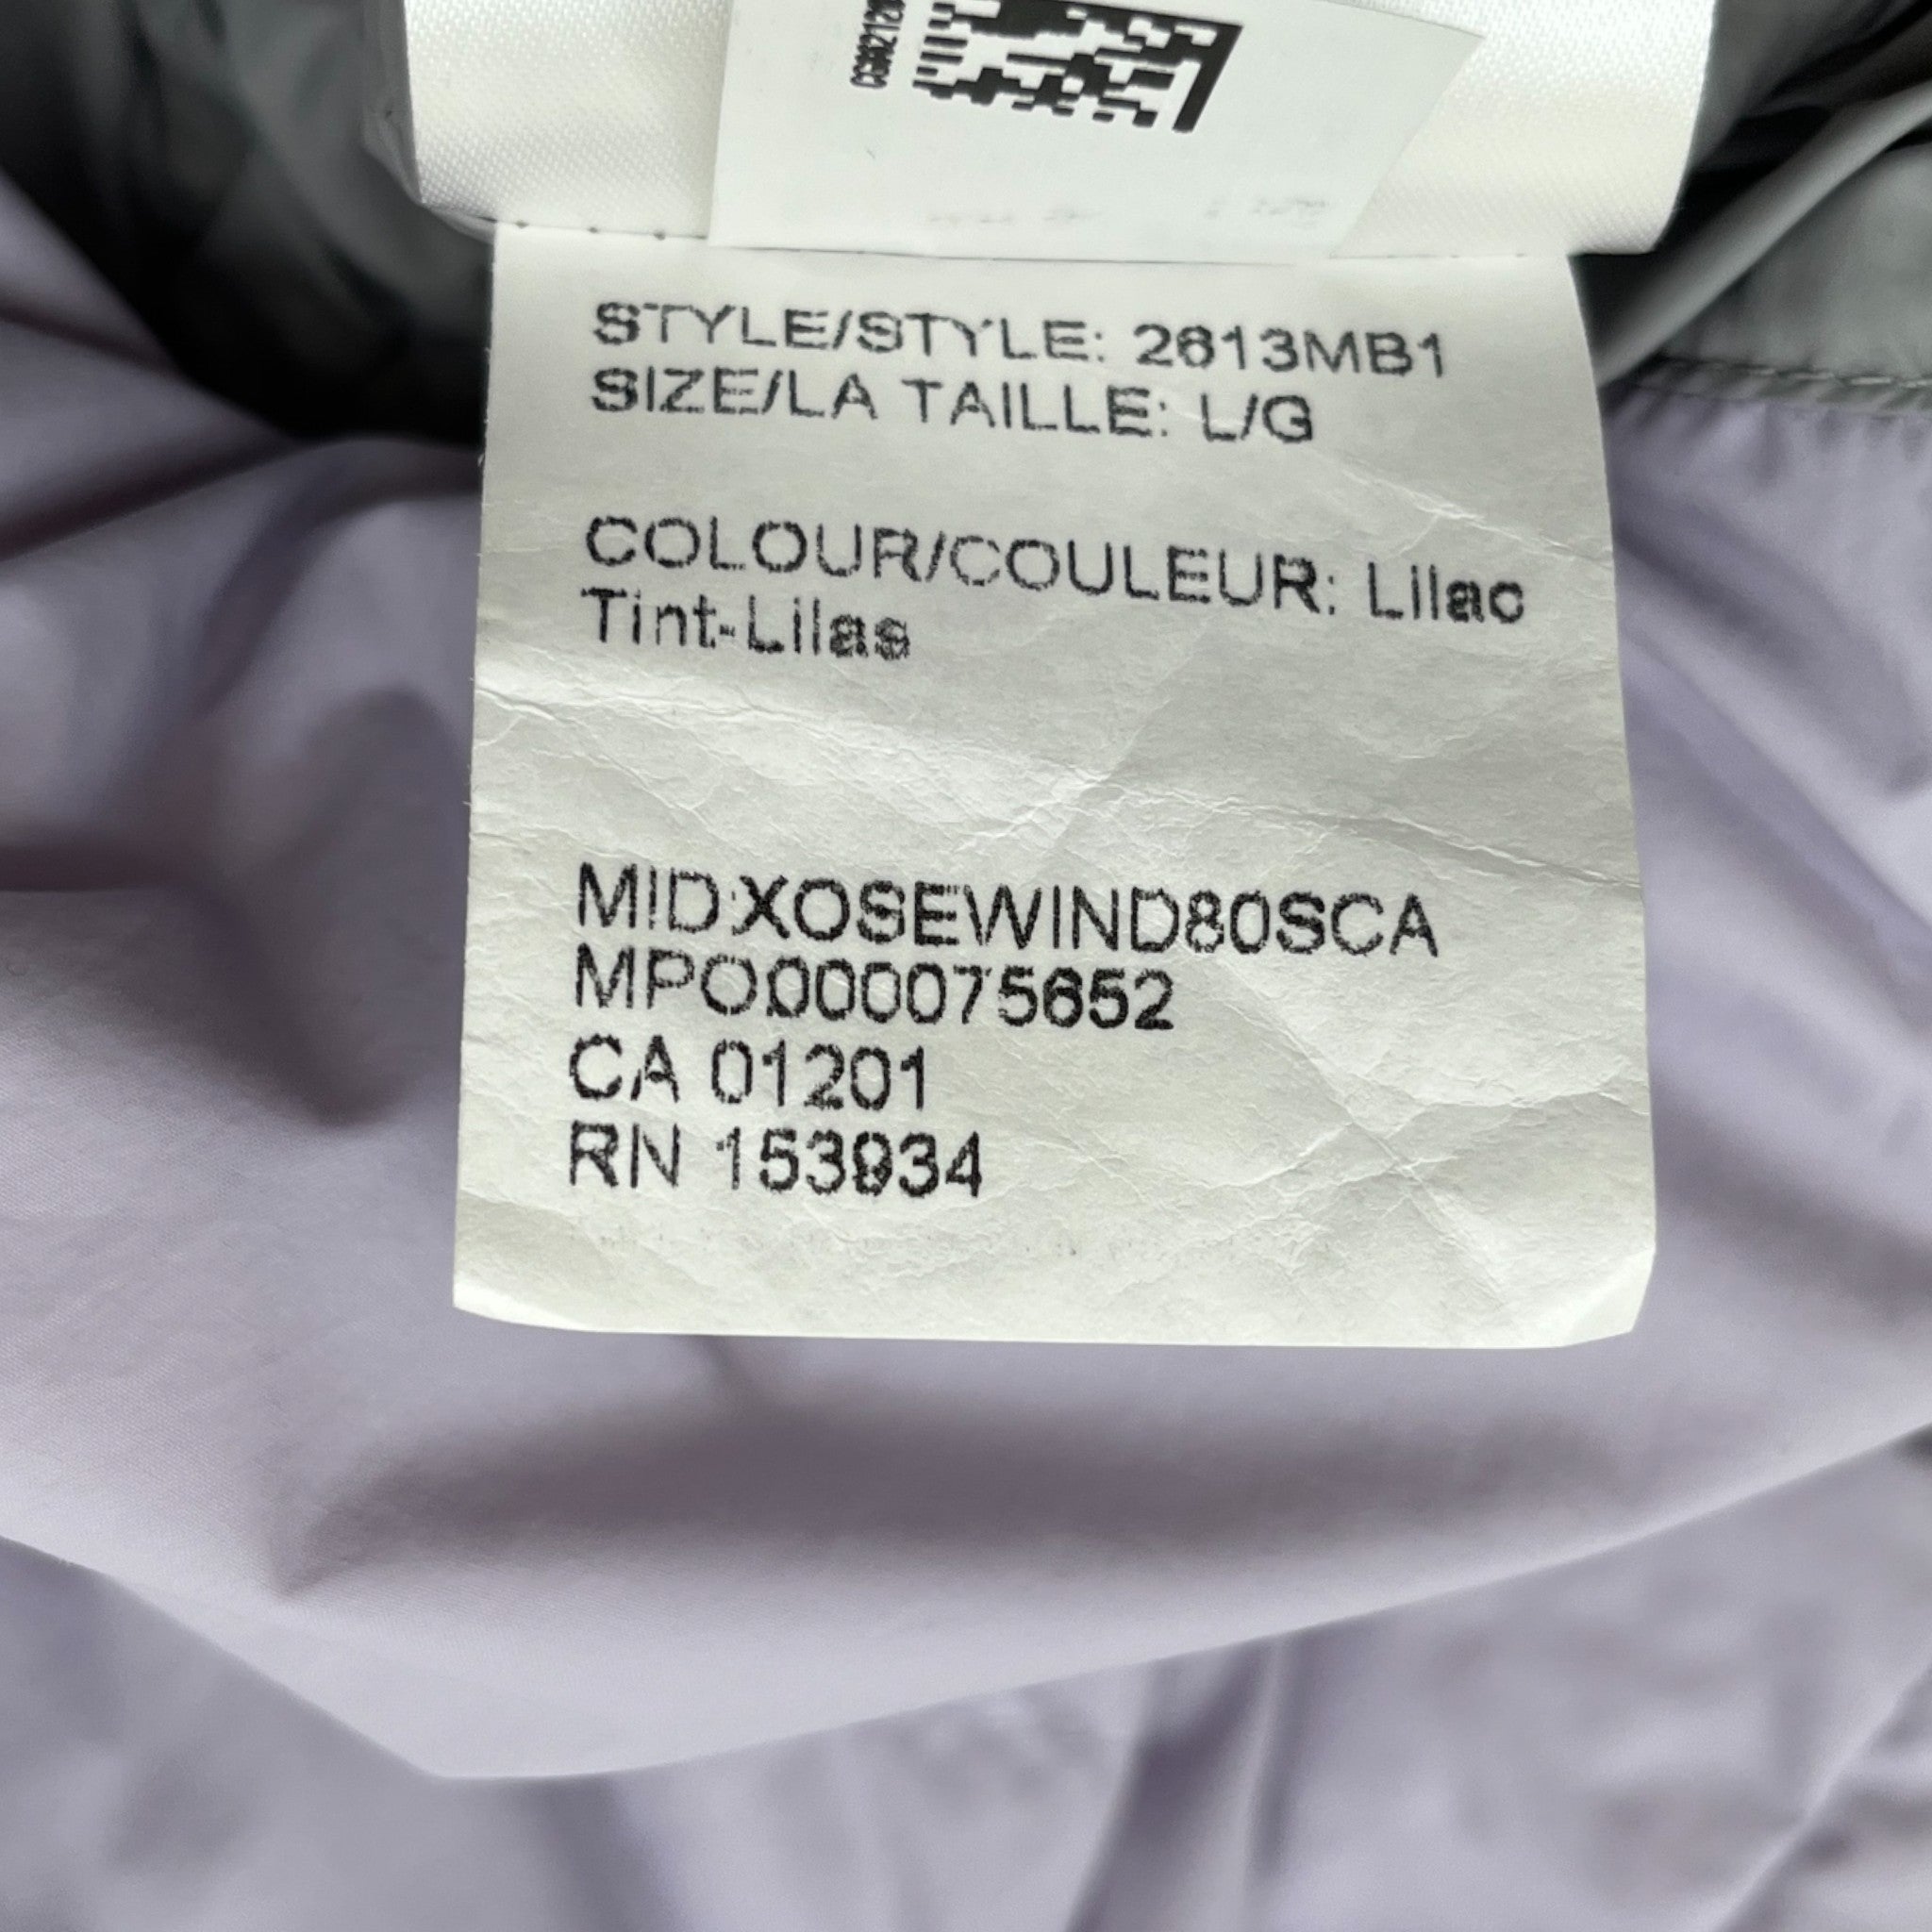 STYLE/STYLE: 2613MB1
SIZE/LA TAILLE: L/G
COLOUR/COULEUR: Lilac
Tint-Lilas
MID:XOSEWIND80SCA
MPO000075652
CA 01201
RN 153934